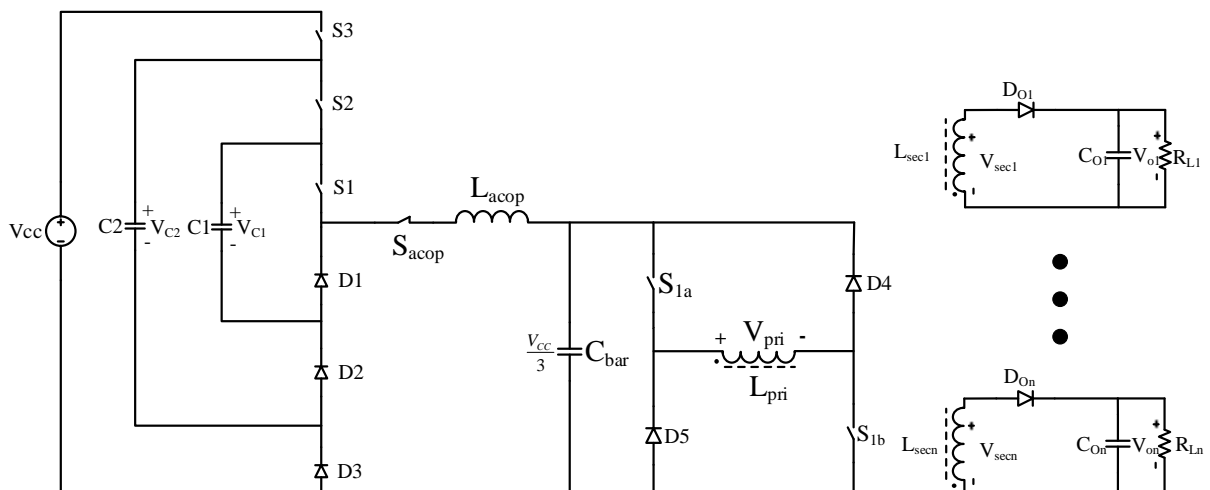 S3
S2
S1
Vcc
+
-
C2
+
V_C2
-
C1
+
V_C1
-
D1
D2
D3
S_acop
L_acop
V_CC/3
C_bar
S_1a
D4
+ V_pri -
L_pri
D5
S_1b
D_O1
L_sec1
+
V_sec1
-
C_O1
+
V_o1
-
R_L1
D_On
L_secn
+
V_secn
-
C_On
+
V_on
-
R_Ln